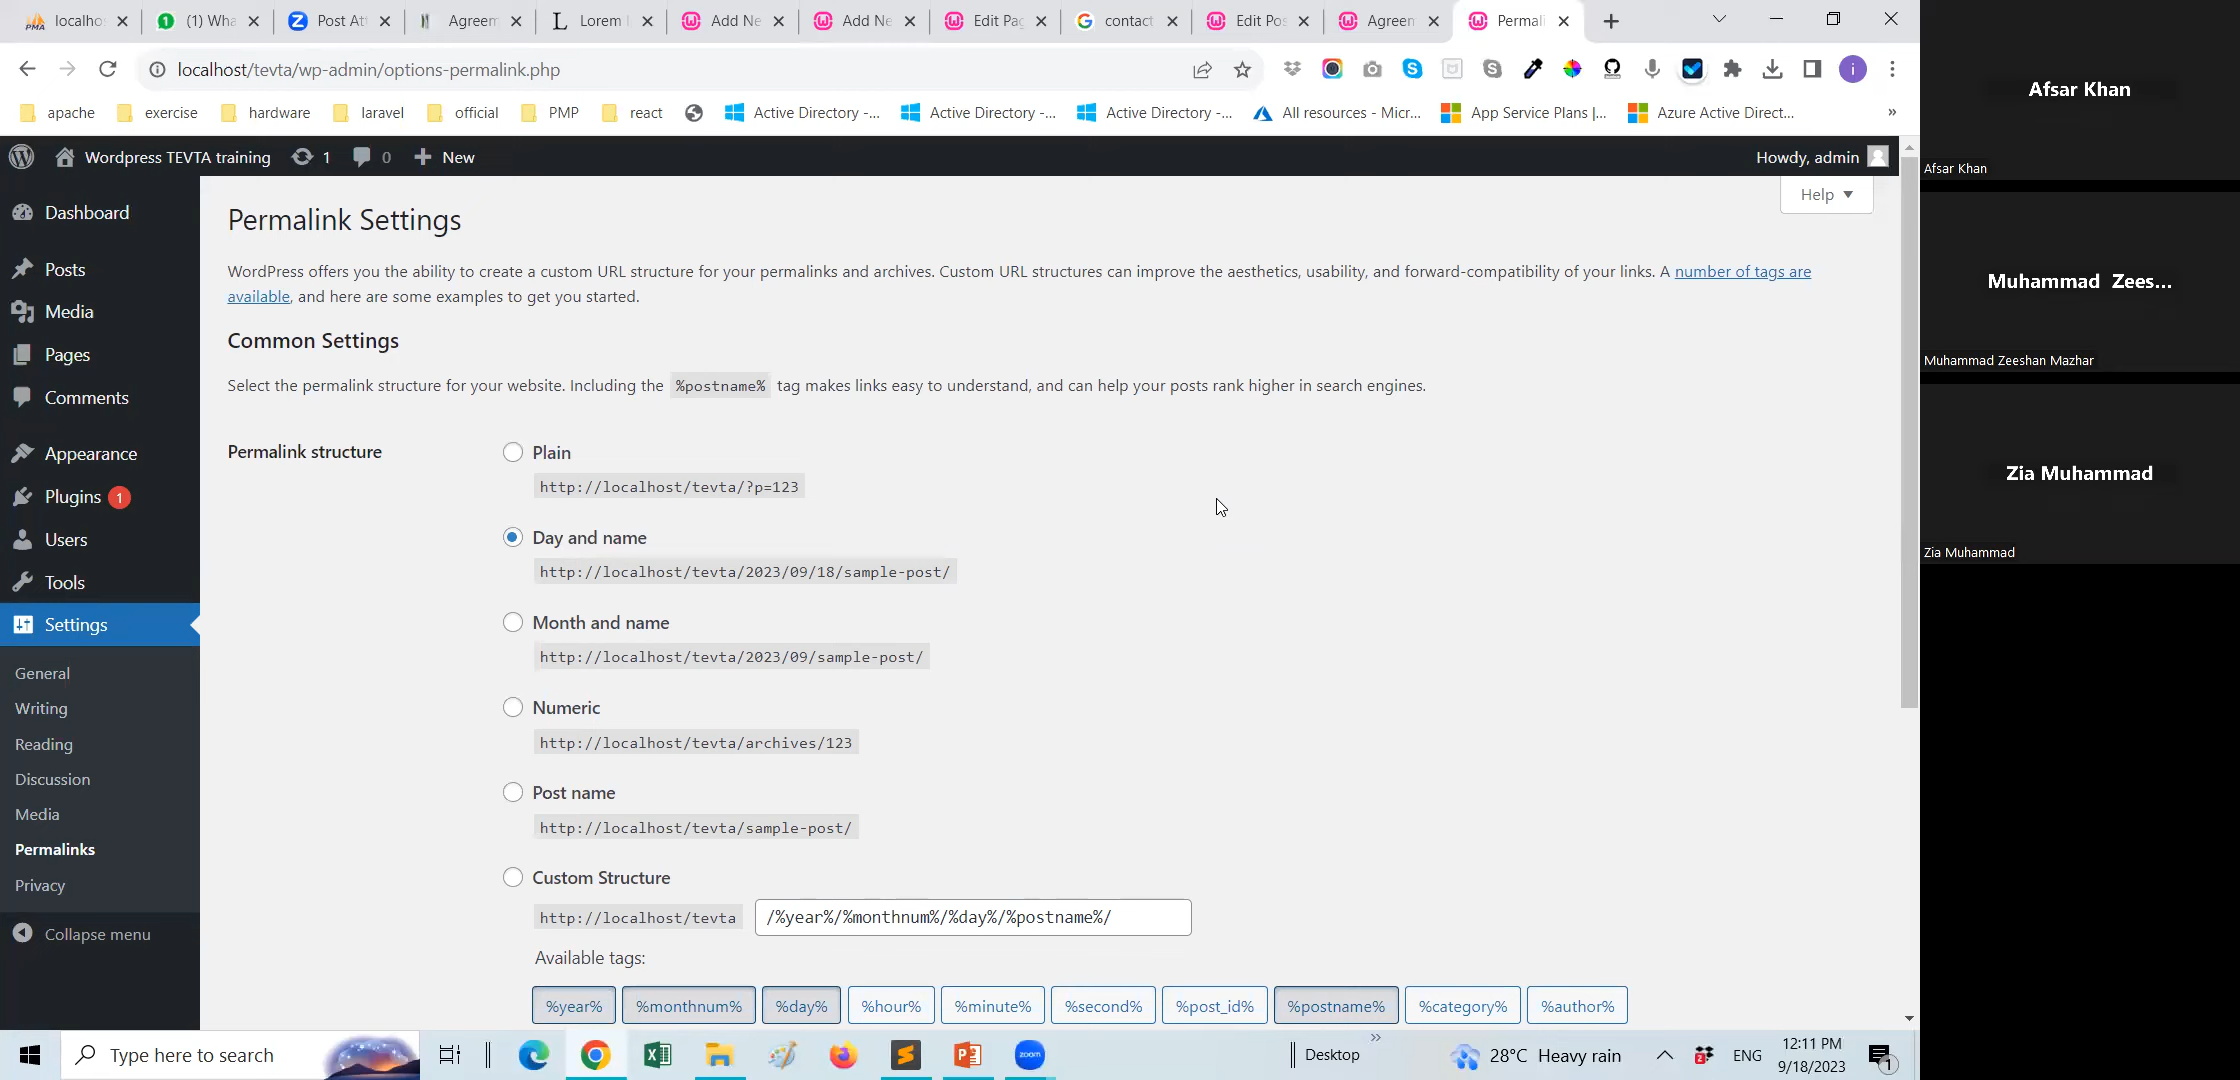 localho:
(1) Wha
Post Att
Agreem
Lorem I
Add Ne
Add Ne
Edit Pag
contact
Edit Pos
Agreen
Permali
localhost/tevta/wp-admin/options-permalink.php
apache
exercise
hardware
laravel
official
PMP
react
Active Directory -...
Active Directory -...
Active Directory -...
All resources - Micr...
App Service Plans |...
Azure Active Direct...
»
Wordpress TEVTA training
1
0
New
Howdy, admin
Help
Dashboard
Posts
Media
Pages
Comments
Appearance
Plugins 1
Users
Tools
Settings
General
Writing
Reading
Discussion
Media
Permalinks
Privacy
Collapse menu
Permalink Settings
WordPress offers you the ability to create a custom URL structure for your permalinks and archives. Custom URL structures can improve the aesthetics, usability, and forward-compatibility of your links. A number of tags are
available, and here are some examples to get you started.
Common Settings
Select the permalink structure for your website. Including the %postname% tag makes links easy to understand, and can help your posts rank higher in search engines.
Permalink structure
Plain
http://localhost/tevta/?p=123
Day and name
http://localhost/tevta/2023/09/18/sample-post/
Month and name
http://localhost/tevta/2023/09/sample-post/
Numeric
http://localhost/tevta/archives/123
Post name
http://localhost/tevta/sample-post/
Custom Structure
http://localhost/tevta /%year%/%monthnum%/%day%/%postname%/
Available tags:
%year% %monthnum% %day% %hour% %minute% %second% %post_id% %postname% %category% %author%
Type here to search
zoom
Desktop
»
28°C Heavy rain
ENG
12:11 PM
9/18/2023
1
Afsar Khan
Afsar Khan
Muhammad Zees...
Muhammad Zeeshan Mazhar
Zia Muhammad
Zia Muhammad